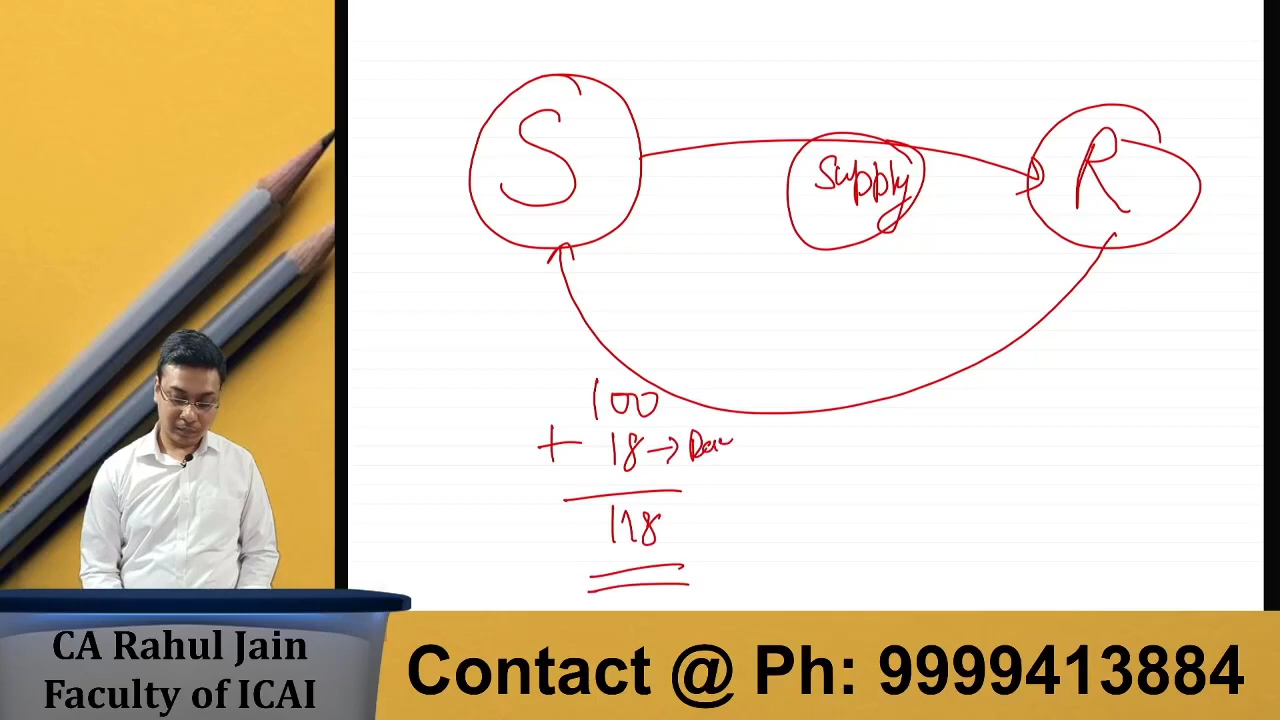 S
Supply
R
100
+ 18 →
118
CA Rahul Jain
Faculty of ICAI
Contact @ Ph: 9999413884